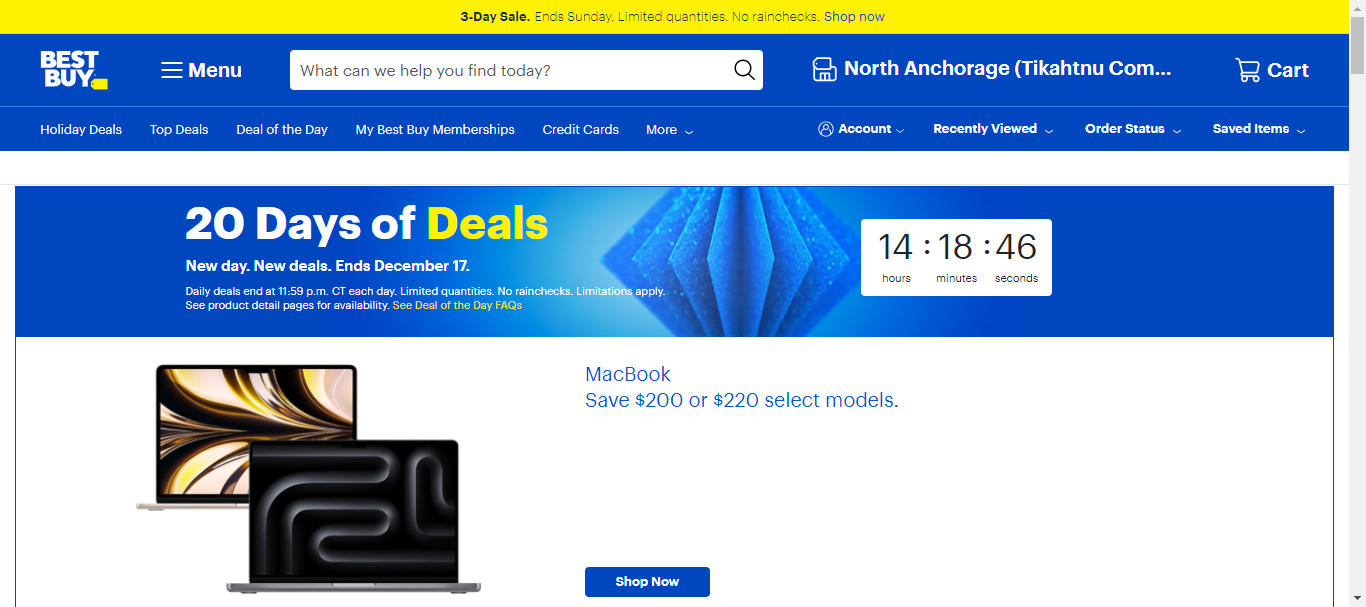 3-Day Sale. Ends Sunday. Limited quantities. No rainchecks. Shop now
BEST BUY
Menu
What can we help you find today?
North Anchorage (Tikahtnu Com...
Cart
Holiday Deals
Top Deals
Deal of the Day
My Best Buy Memberships
Credit Cards
More
Account
Recently Viewed
Order Status
Saved Items
20 Days of Deals
New day. New deals. Ends December 17.
Daily deals end at 11:59 p.m. CT each day. Limited quantities. No rainchecks. Limitations apply.
See product detail pages for availability. See Deal of the Day FAQs
14 : 18 : 46
hours minutes seconds
MacBook
Save $200 or $220 select models.
Shop Now